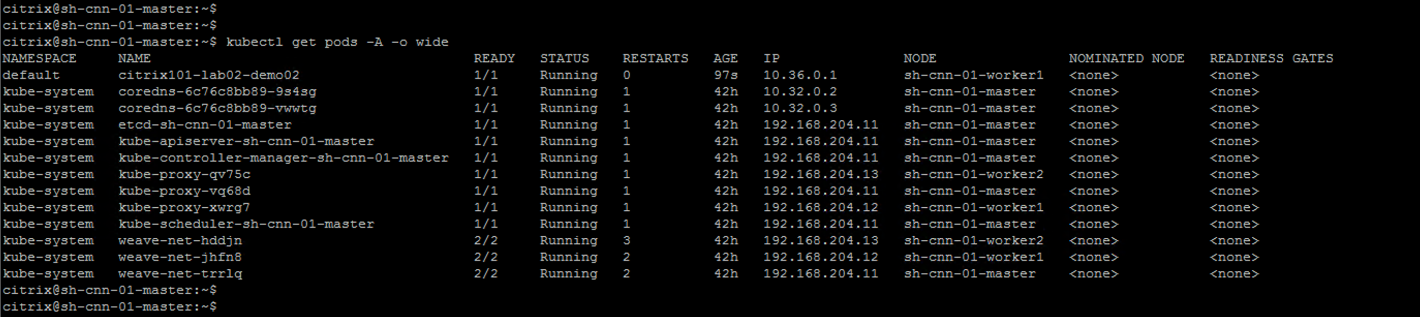 citrix@sh-cnn-01-master:~$
citrix@sh-cnn-01-master:~$
citrix@sh-cnn-01-master:~$ kubectl get pods -A -o wide
NAMESPACE     NAME                                       READY   STATUS    RESTARTS   AGE   IP               NODE                NOMINATED NODE   READINESS GATES
default       citrix101-lab02-demo02                     1/1     Running   0          97s   10.36.0.1        sh-cnn-01-worker1   <none>           <none>
kube-system   coredns-6c76c8bb89-9s4sg                   1/1     Running   1          42h   10.32.0.2        sh-cnn-01-master    <none>           <none>
kube-system   coredns-6c76c8bb89-vwwtg                   1/1     Running   1          42h   10.32.0.3        sh-cnn-01-master    <none>           <none>
kube-system   etcd-sh-cnn-01-master                      1/1     Running   1          42h   192.168.204.11   sh-cnn-01-master    <none>           <none>
kube-system   kube-apiserver-sh-cnn-01-master            1/1     Running   1          42h   192.168.204.11   sh-cnn-01-master    <none>           <none>
kube-system   kube-controller-manager-sh-cnn-01-master   1/1     Running   1          42h   192.168.204.11   sh-cnn-01-master    <none>           <none>
kube-system   kube-proxy-qv75c                           1/1     Running   1          42h   192.168.204.13   sh-cnn-01-worker2   <none>           <none>
kube-system   kube-proxy-vq68d                           1/1     Running   1          42h   192.168.204.11   sh-cnn-01-master    <none>           <none>
kube-system   kube-proxy-xwrg7                           1/1     Running   1          42h   192.168.204.12   sh-cnn-01-worker1   <none>           <none>
kube-system   kube-scheduler-sh-cnn-01-master            1/1     Running   1          42h   192.168.204.11   sh-cnn-01-master    <none>           <none>
kube-system   weave-net-hddjn                            2/2     Running   3          42h   192.168.204.13   sh-cnn-01-worker2   <none>           <none>
kube-system   weave-net-jhfn8                            2/2     Running   2          42h   192.168.204.12   sh-cnn-01-worker1   <none>           <none>
kube-system   weave-net-trrlq                            2/2     Running   2          42h   192.168.204.11   sh-cnn-01-master    <none>           <none>
citrix@sh-cnn-01-master:~$
citrix@sh-cnn-01-master:~$